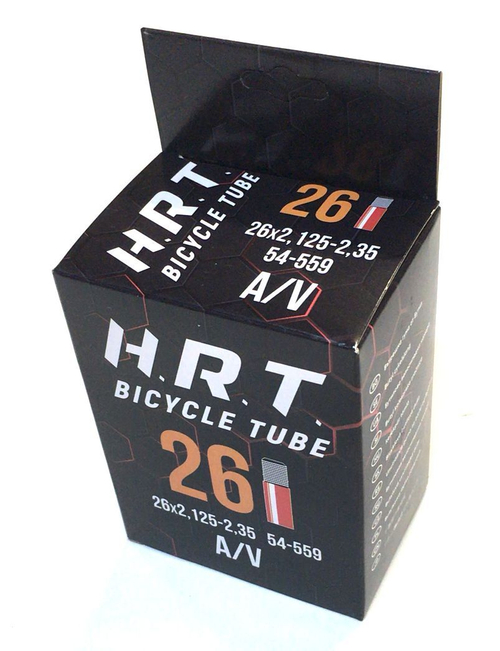 H.R.T.
BICYCLE TUBE
26
26x2,125-2,35
54-559
A/V
H.R.T.
BICYCLE TUBE
26
26x2,125-2,35 54-559
A/V